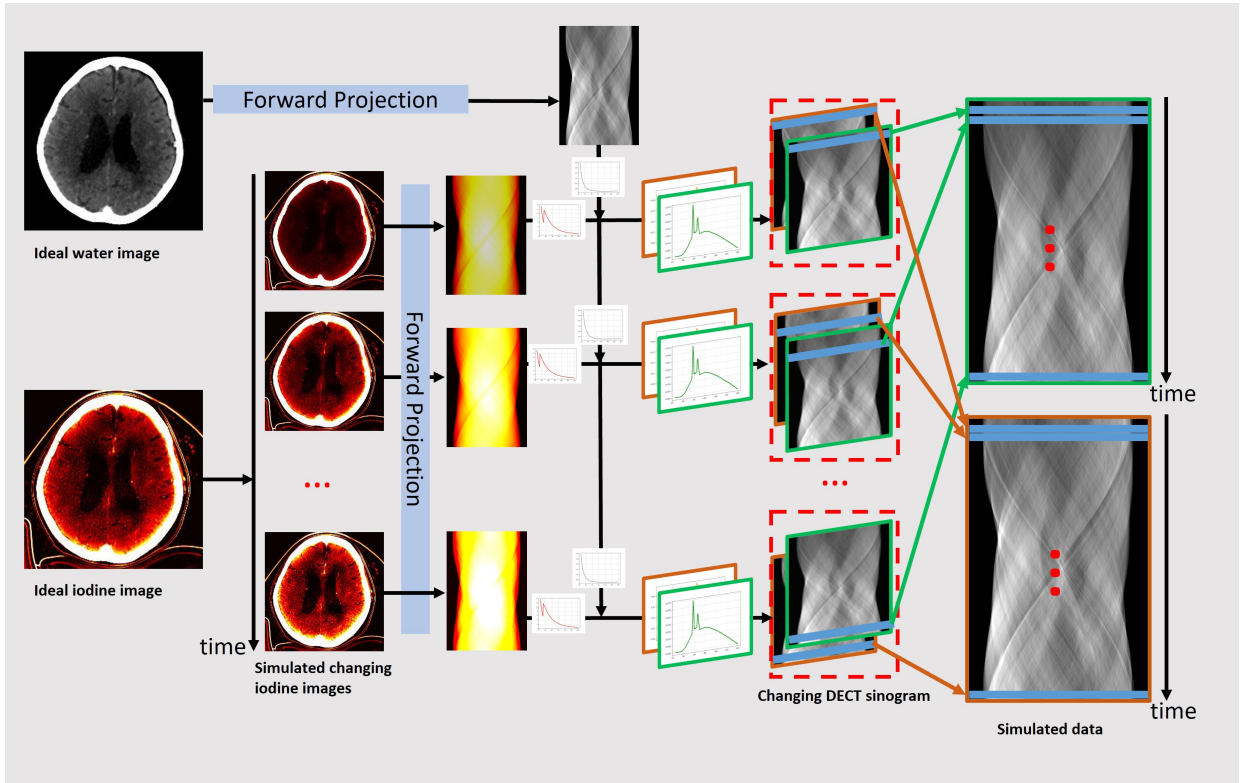 Forward Projection
Ideal water image
Forward Projection
Ideal iodine image
time
Simulated changing
iodine images
Changing DECT sinogram
time
time
Simulated data